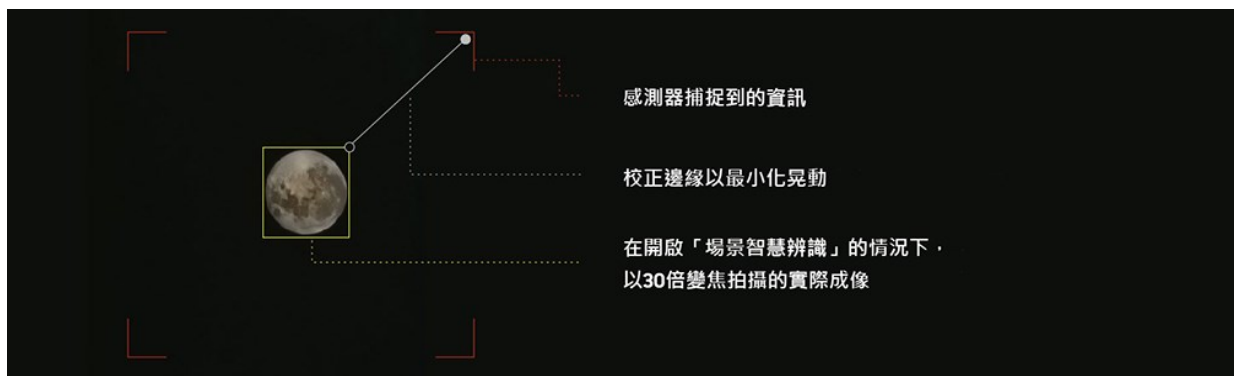 感測器捕捉到的資訊
校正邊緣以最小化晃動
在開啟「場景智慧辨識」的情況下，
以30倍變焦拍攝的實際成像